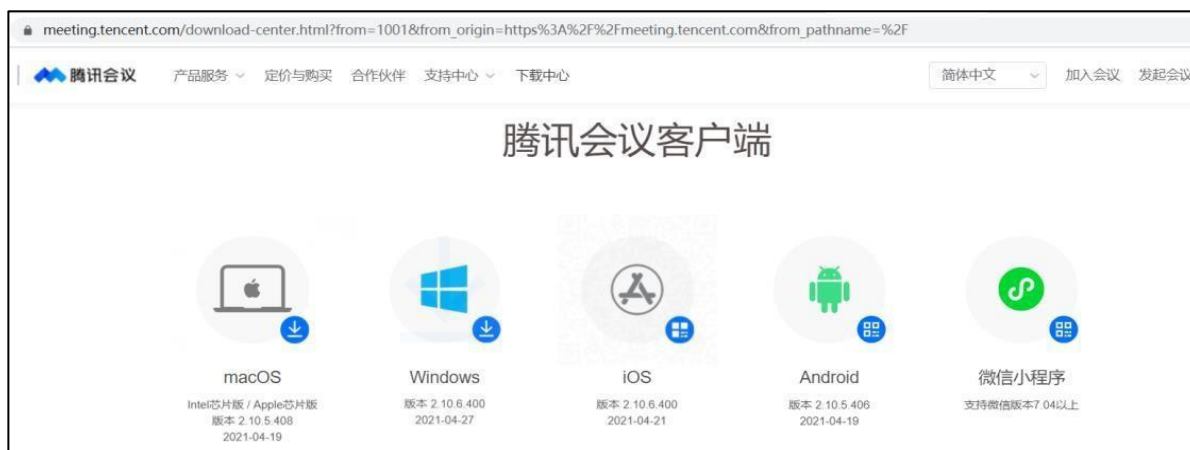 meeting.tencent.com/download-center.html?from=1001&from_origin=https%3A%2F%2Fmeeting.tencent.com&from_pathname=%2F
腾讯会议 产品服务 定价与购买 合作伙伴 支持中心 下载中心 简体中文 加入会议 发起会议
腾讯会议客户端
macOS Windows iOS Android 微信小程序
Intel芯片版 / Apple芯片版 版本 2.10.6.400 版本 2.10.6.400 版本 2.10.5.406 支持微信版本7.04以上
版本 2.10.5.408 2021-04-27 2021-04-21 2021-04-19
2021-04-19